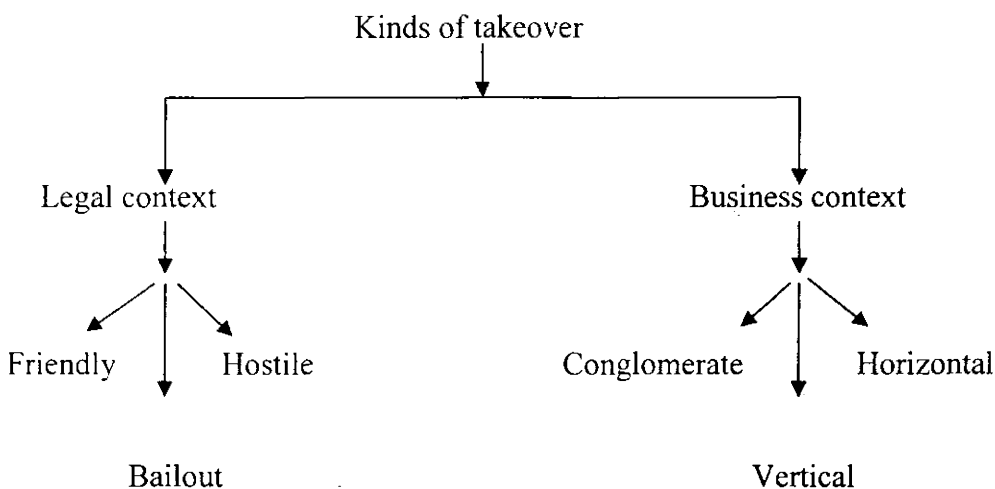 Kinds of takeover
Legal context
Business context
Friendly
Hostile
Conglomerate
Horizontal
Bailout
Vertical